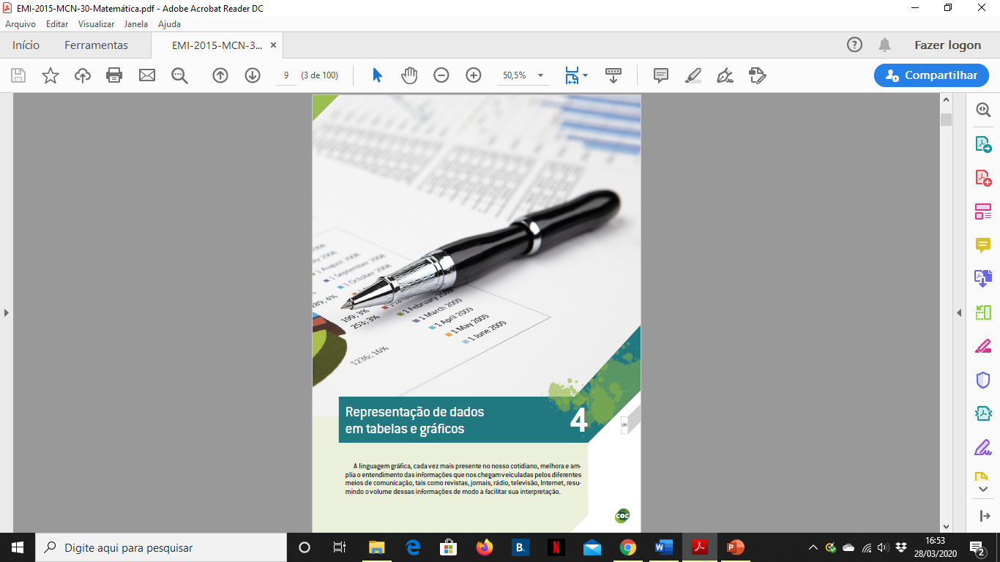 EMI-2015-MCN-30-Matemática.pdf - Adobe Acrobat Reader DC
Arquivo Editar Visualizar Janela Ajuda
Início Ferramentas EMI-2015-MCN-3... Fazer logon
9 (3 de 100) 50,5% Compartilhar
1 August 2008
1 September 2008
1 October 2008
289; 4%
199; 3%
1 February 2009
253; 3%
1 March 2009
1 April 2009
1 May 2009
1 June 2009
1236; 16%
Representação de dados
em tabelas e gráficos
4
9
A linguagem gráfica, cada vez mais presente no nosso cotidiano, melhora e am-
plia o entendimento das informações que nos chegam veiculadas pelos diferentes
meios de comunicação, tais como revistas, jornais, rádio, televisão, Internet, resu-
mindo o volume dessas informações de modo a facilitar sua interpretação.
COC
Digite aqui para pesquisar
16:53
28/03/2020
2